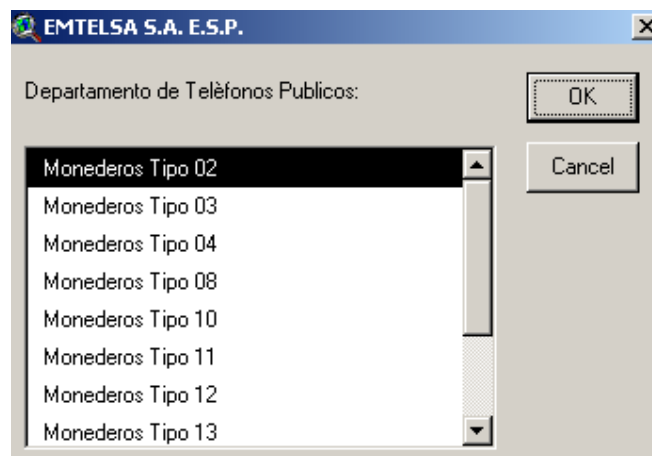 EMTELSA S.A. E.S.P.
Departamento de Telèfonos Publicos:
OK
Cancel
Monederos Tipo 02
Monederos Tipo 03
Monederos Tipo 04
Monederos Tipo 08
Monederos Tipo 10
Monederos Tipo 11
Monederos Tipo 12
Monederos Tipo 13